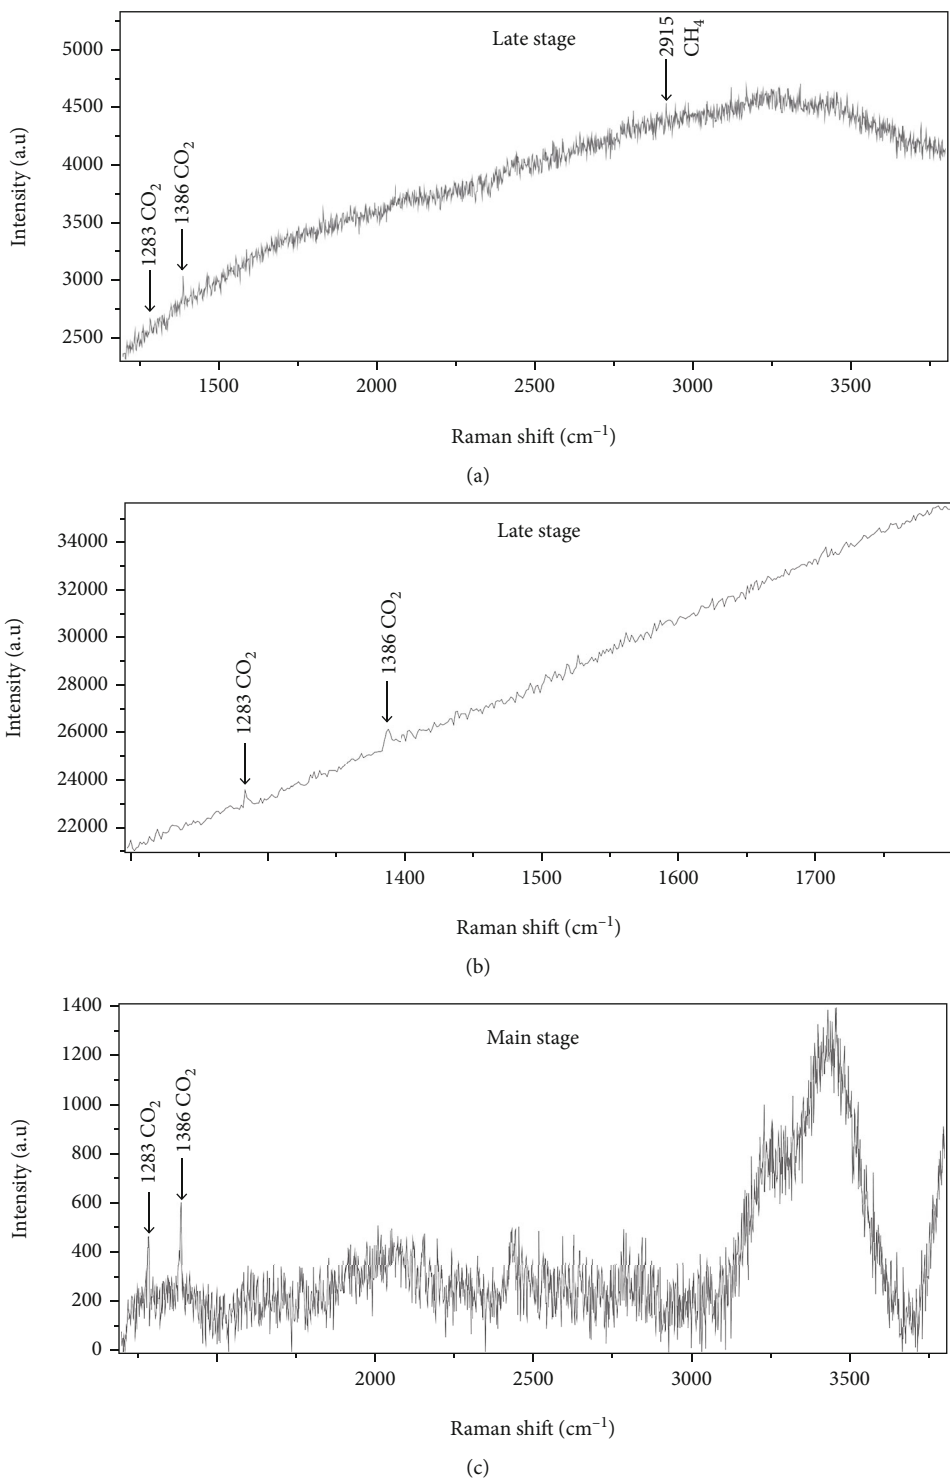 Late stage
2915
CH₄
1283 CO₂
1386 CO₂
Intensity (a.u)
5000
4500
4000
3500
3000
2500
1500 2000 2500 3000 3500
Raman shift (cm⁻¹)
(a)
Late stage
1283 CO₂
1386 CO₂
Intensity (a.u)
34000
32000
30000
28000
26000
24000
22000
1400 1500 1600 1700
Raman shift (cm⁻¹)
(b)
Main stage
1283 CO₂
1386 CO₂
Intensity (a.u)
1400
1200
1000
800
600
400
200
0
2000 2500 3000 3500
Raman shift (cm⁻¹)
(c)